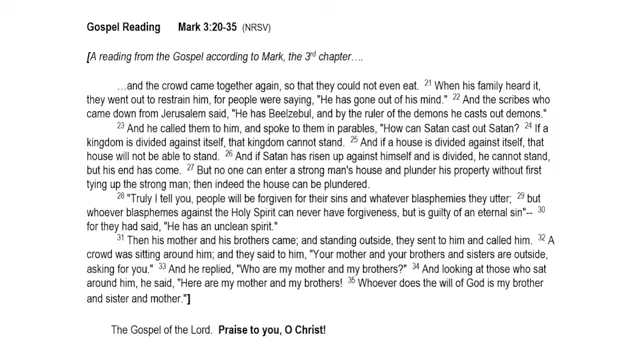 Gospel Reading Mark 3:20-35 (NRSV)
[A reading from the Gospel according to Mark, the 3rd chapter….
…and the crowd came together again, so that they could not even eat. 21 When his family heard it,
they went out to restrain him, for people were saying, "He has gone out of his mind." 22 And the scribes who
came down from Jerusalem said, "He has Beelzebul, and by the ruler of the demons he casts out demons."
23 And he called them to him, and spoke to them in parables, "How can Satan cast out Satan? 24 If a
kingdom is divided against itself, that kingdom cannot stand. 25 And if a house is divided against itself, that
house will not be able to stand. 26 And if Satan has risen up against himself and is divided, he cannot stand,
but his end has come. 27 But no one can enter a strong man's house and plunder his property without first
tying up the strong man; then indeed the house can be plundered.
28 "Truly I tell you, people will be forgiven for their sins and whatever blasphemies they utter; 29 but
whoever blasphemes against the Holy Spirit can never have forgiveness, but is guilty of an eternal sin"-- 30
for they had said, "He has an unclean spirit."
31 Then his mother and his brothers came; and standing outside, they sent to him and called him. 32 A
crowd was sitting around him; and they said to him, "Your mother and your brothers and sisters are outside,
asking for you." 33 And he replied, "Who are my mother and my brothers?" 34 And looking at those who sat
around him, he said, "Here are my mother and my brothers! 35 Whoever does the will of God is my brother
and sister and mother."]
The Gospel of the Lord. Praise to you, O Christ!